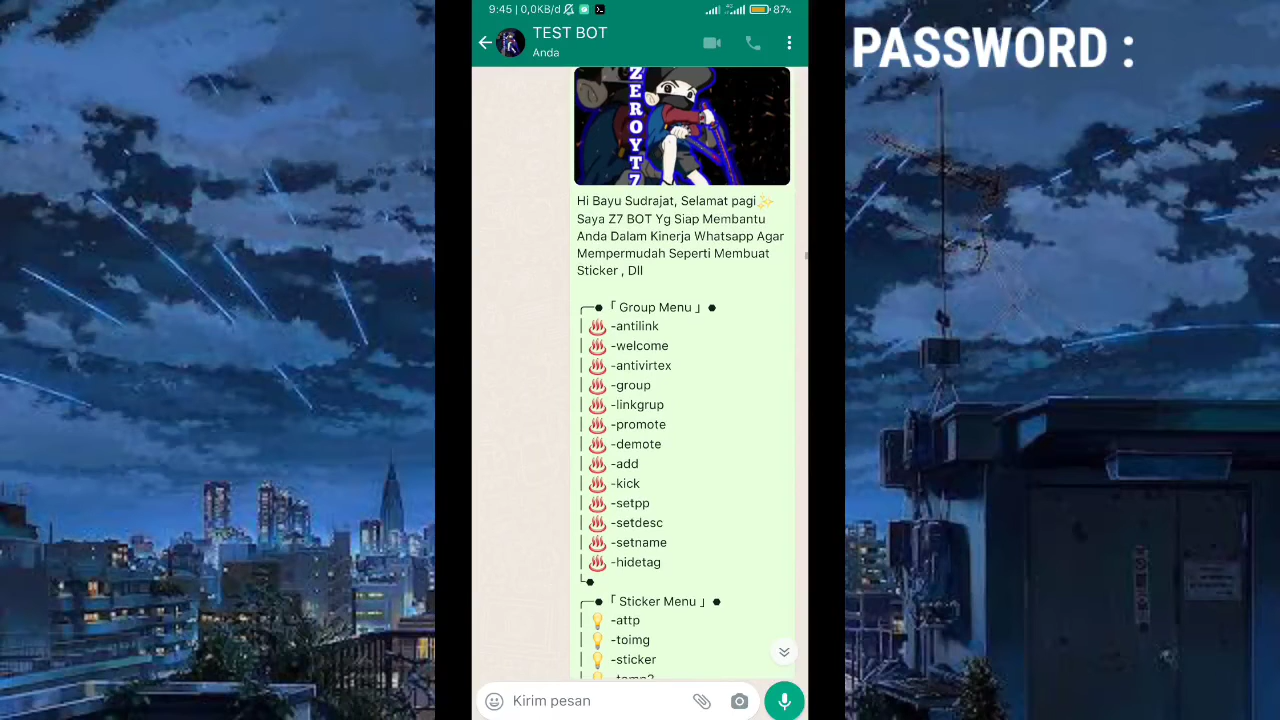 9:45 | 0,0KB/d
4G
87%
PASSWORD :
TEST BOT
Anda
ZEROYT7
Hi Bayu Sudrajat, Selamat pagi✨
Saya Z7 BOT Yg Siap Membantu
Anda Dalam Kinerja Whatsapp Agar
Mempermudah Seperti Membuat
Sticker , Dll
╭─⚈「 Group Menu 」⚈
│ ♨️ -antilink
│ ♨️ -welcome
│ ♨️ -antivirtex
│ ♨️ -group
│ ♨️ -linkgrup
│ ♨️ -promote
│ ♨️ -demote
│ ♨️ -add
│ ♨️ -kick
│ ♨️ -setpp
│ ♨️ -setdesc
│ ♨️ -setname
│ ♨️ -hidetag
└⚈
╭─⚈「 Sticker Menu 」⚈
│ 💡 -attp
│ 💡 -toimg
│ 💡 -sticker
Kirim pesan